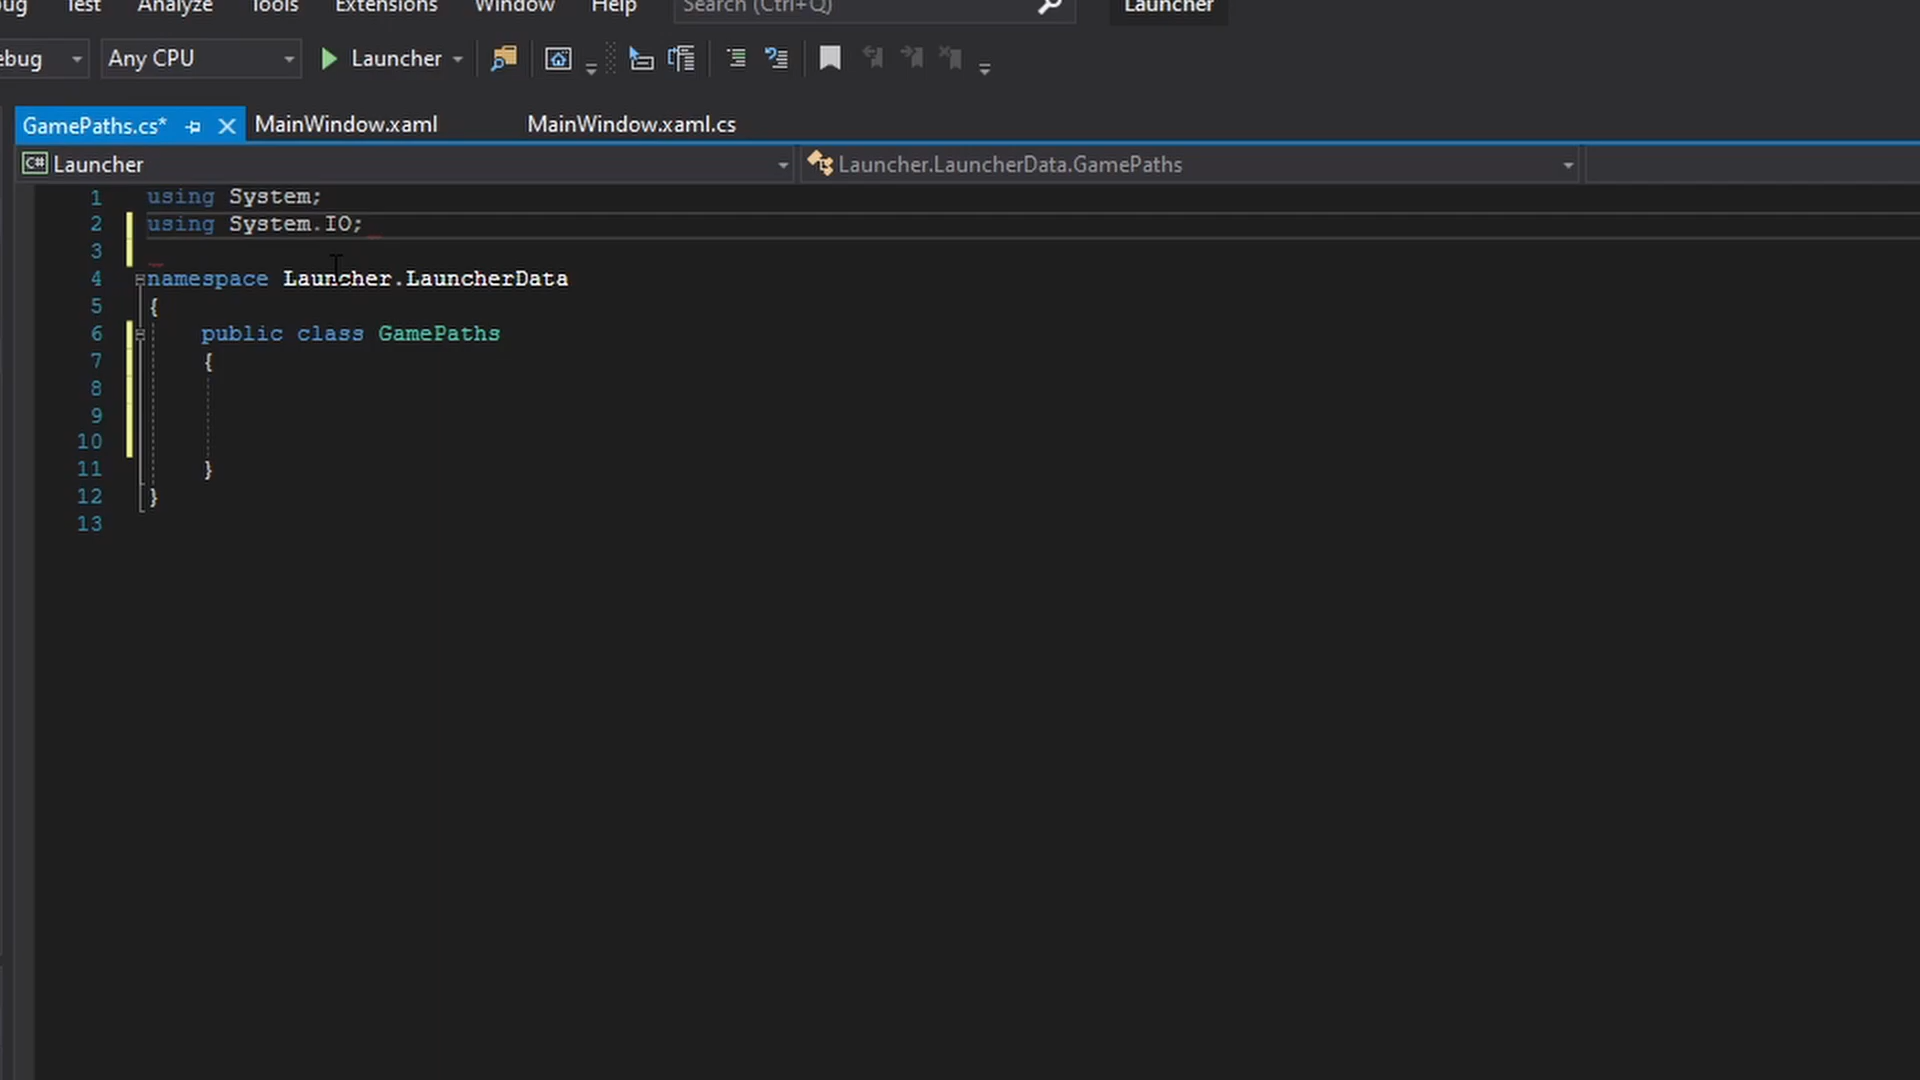 Test Analyze Tools Extensions Window Help Search (Ctrl+Q) Launcher
Any CPU Launcher
GamePaths.cs* MainWindow.xaml MainWindow.xaml.cs
C# Launcher Launcher.LauncherData.GamePaths
1 using System;
2 using System.IO;
3
4 namespace Launcher.LauncherData
5 {
6 public class GamePaths
7 {
8
9
10
11 }
12 }
13